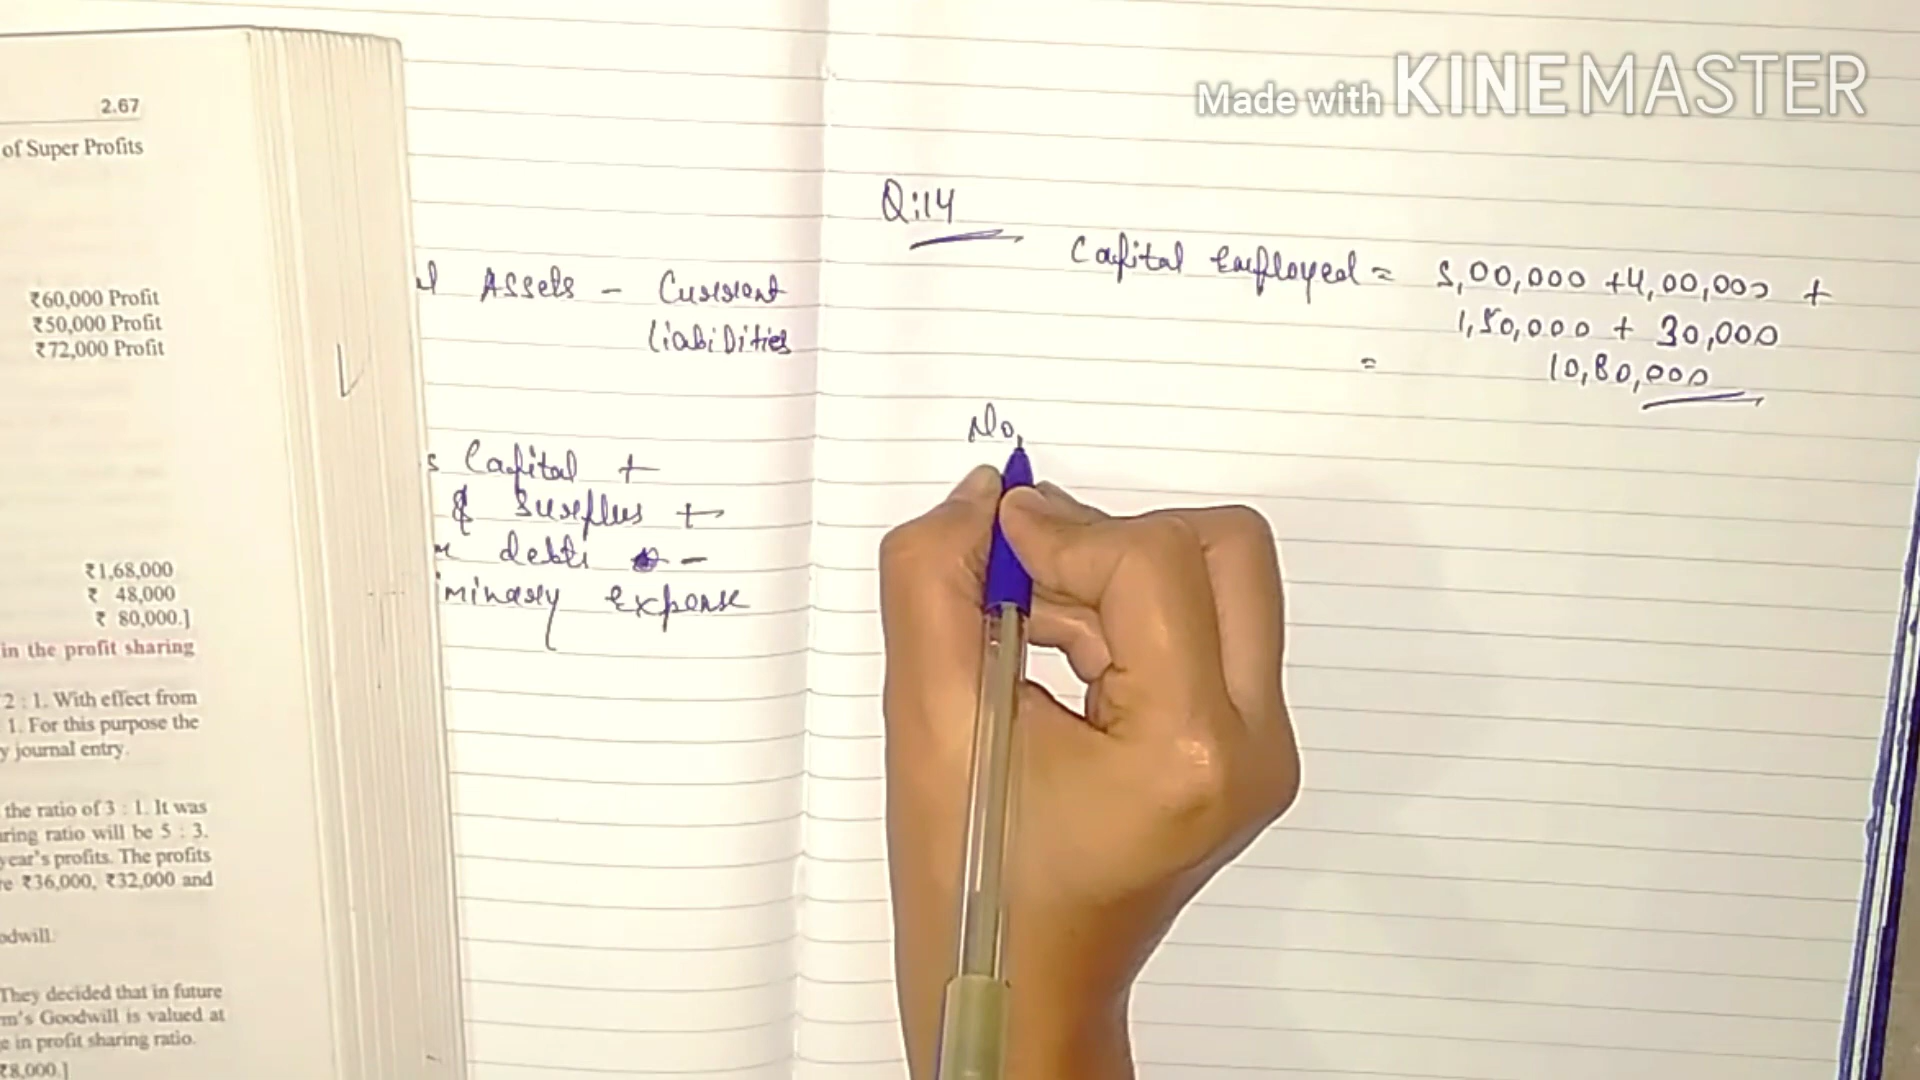 Made with KINEMASTER
2.67
of Super Profits
₹60,000 Profit
₹50,000 Profit
₹72,000 Profit
₹1,68,000
₹ 48,000
₹ 80,000.]
in the profit sharing
2 : 1. With effect from
1. For this purpose the
y journal entry.
the ratio of 3 : 1. It was
aring ratio will be 5 : 3.
year's profits. The profits
re ₹36,000, ₹32,000 and
odwill.
They decided that in future
m's Goodwill is valued at
e in profit sharing ratio.
₹8,000.]
Assets - Current
liabilities
s Capital +
& Surplus +
debts -
iminary expense
Q:14
Capital Employed = 5,00,000 + 4,00,000 +
1,50,000 + 30,000
= 10,80,000
No